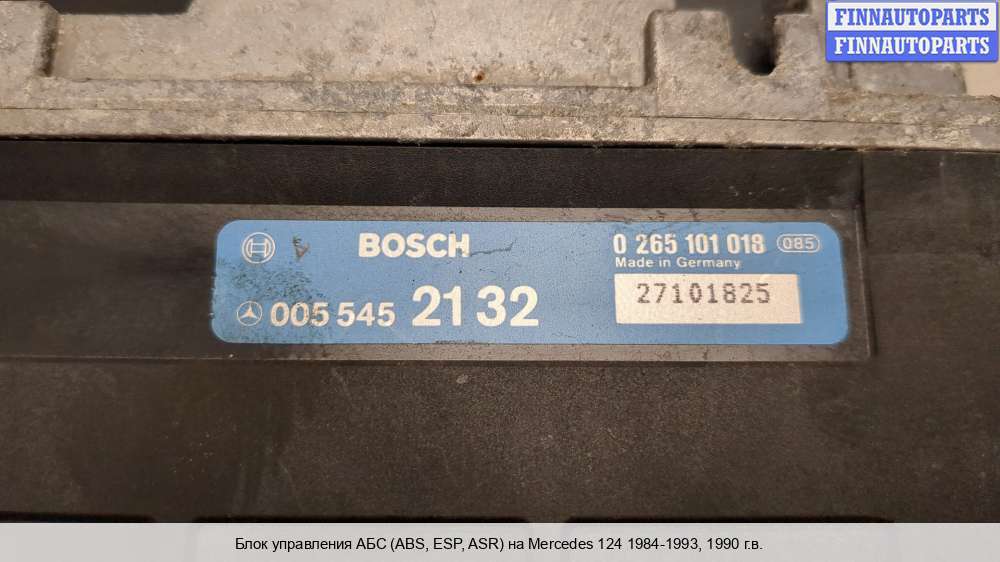 FINNAUTOPARTS
FINNAUTOPARTS
BOSCH
0 265 101 018 085
Made in Germany
005 545 21 32
27101825
Блок управления АБС (ABS, ESP, ASR) на Mercedes 124 1984-1993, 1990 г.в.